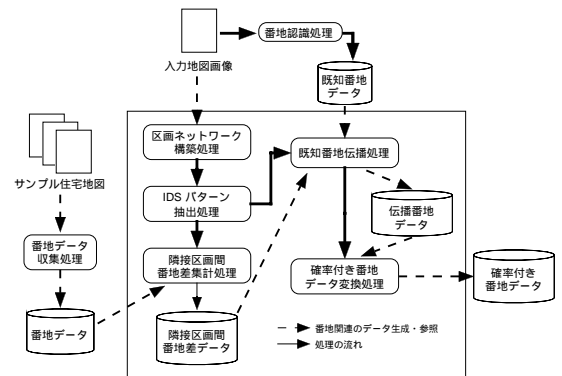 番地認識処理
入力地図画像
既知番地
データ
区画ネットワーク
構築処理
既知番地伝播処理
サンプル住宅地図
IDS パターン
抽出処理
伝播番地
データ
番地データ
収集処理
隣接区画間
番地差集計処理
確率付き番地
データ変換処理
確率付き
番地データ
番地データ
隣接区画間
番地差データ
番地関連のデータ生成・参照
処理の流れ